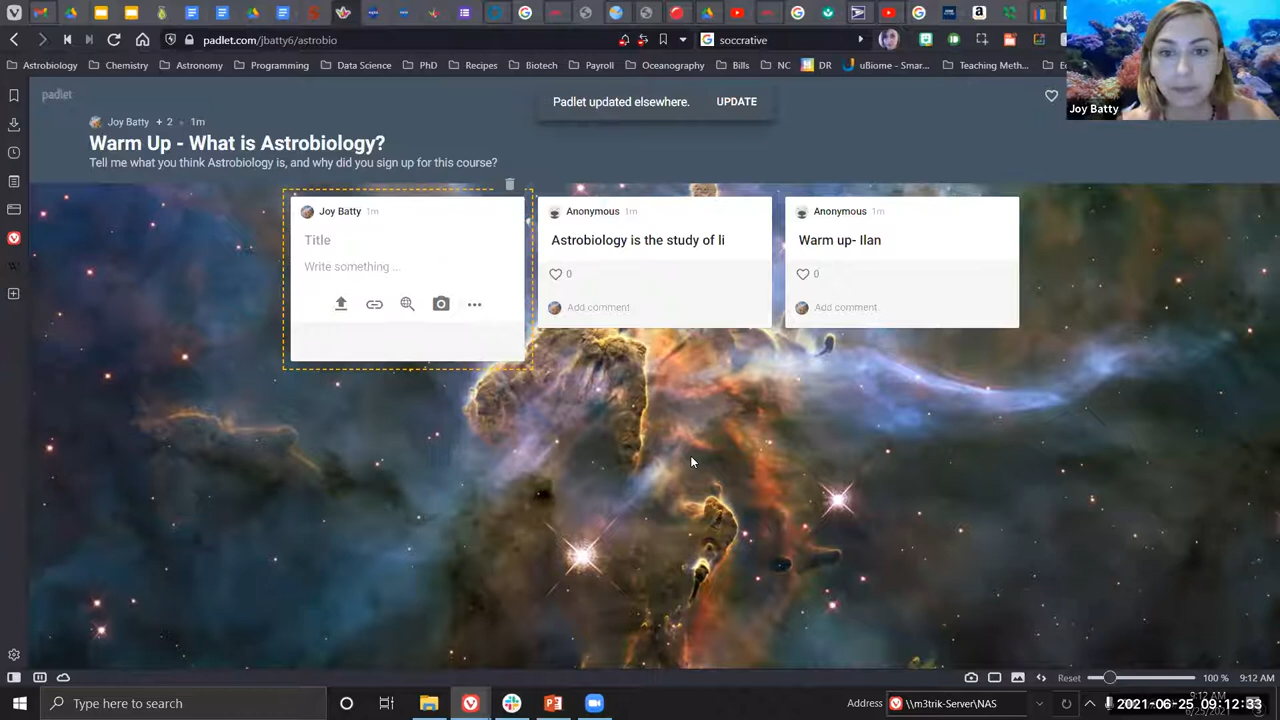 padlet.com/jbatty6/astrobio
soccrative
Astrobiology
Chemistry
Astronomy
Programming
Data Science
PhD
Recipes
Biotech
Payroll
Oceanography
Bills
NC
DR
uBiome - Smar...
Teaching Meth...
Joy Batty
padlet
Padlet updated elsewhere.
UPDATE
Joy Batty + 2 • 1m
Warm Up - What is Astrobiology?
Tell me what you think Astrobiology is, and why did you sign up for this course?
Joy Batty 1m
Title
Write something ...
Anonymous 1m
Astrobiology is the study of li
0
Add comment
Anonymous 1m
Warm up- Ilan
0
Add comment
Reset
100 %
9:12 AM
Type here to search
Address
\\m3trik-Server\NAS
9:12 AM
2021-06-25 09:12:33